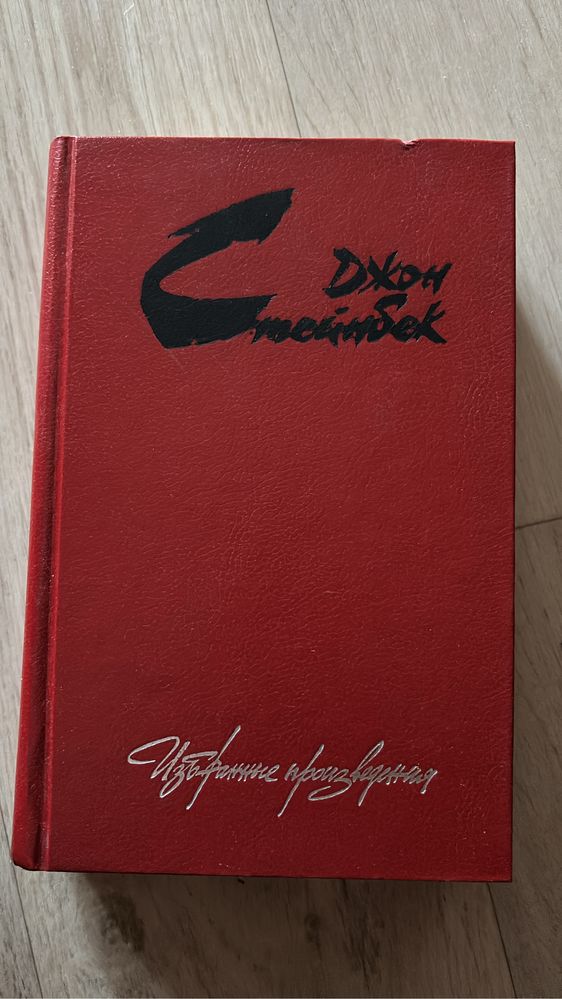 Джон
Стейнбек
Избранные произведения